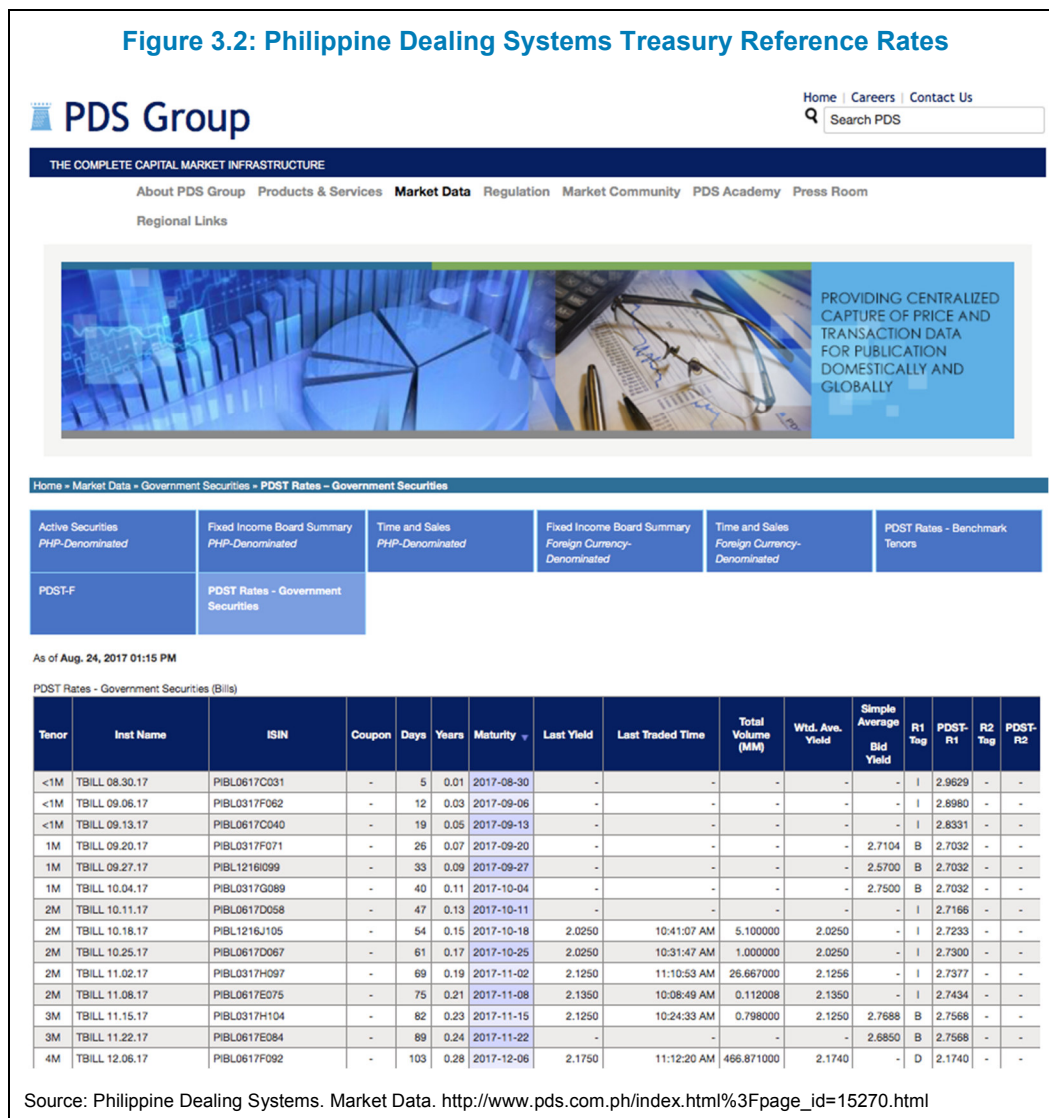 Figure 3.2: Philippine Dealing Systems Treasury Reference Rates
PDS Group
Home | Careers | Contact Us
Search PDS
THE COMPLETE CAPITAL MARKET INFRASTRUCTURE
About PDS Group Products & Services Market Data Regulation Market Community PDS Academy Press Room
Regional Links
PROVIDING CENTRALIZED
CAPTURE OF PRICE AND
TRANSACTION DATA
FOR PUBLICATION
DOMESTICALLY AND
GLOBALLY
Home » Market Data » Government Securities » PDST Rates – Government Securities
Active Securities
PHP-Denominated
Fixed Income Board Summary
PHP-Denominated
Time and Sales
PHP-Denominated
Fixed Income Board Summary
Foreign Currency-
Denominated
Time and Sales
Foreign Currency-
Denominated
PDST Rates - Benchmark
Tenors
PDST-F
PDST Rates - Government
Securities
As of Aug. 24, 2017 01:15 PM
PDST Rates - Government Securities (Bills)
Tenor Inst Name ISIN Coupon Days Years Maturity Last Yield Last Traded Time Total Volume (MM) Wtd. Ave. Yield Simple Average Bid Yield R1 Tag PDST-R1 R2 Tag PDST-R2
<1M TBILL 08.30.17 PIBL0617C031 - 5 0.01 2017-08-30 - - - - - I 2.9629 - -
<1M TBILL 09.06.17 PIBL0317F062 - 12 0.03 2017-09-06 - - - - - I 2.8980 - -
<1M TBILL 09.13.17 PIBL0617C040 - 19 0.05 2017-09-13 - - - - - I 2.8331 - -
1M TBILL 09.20.17 PIBL0317F071 - 26 0.07 2017-09-20 - - - - 2.7104 B 2.7032 - -
1M TBILL 09.27.17 PIBL1216I099 - 33 0.09 2017-09-27 - - - - 2.5700 B 2.7032 - -
1M TBILL 10.04.17 PIBL0317G089 - 40 0.11 2017-10-04 - - - - 2.7500 B 2.7032 - -
2M TBILL 10.11.17 PIBL0617D058 - 47 0.13 2017-10-11 - - - - - I 2.7166 - -
2M TBILL 10.18.17 PIBL1216J105 - 54 0.15 2017-10-18 2.0250 10:41:07 AM 5.100000 2.0250 - I 2.7233 - -
2M TBILL 10.25.17 PIBL0617D067 - 61 0.17 2017-10-25 2.0250 10:31:47 AM 1.000000 2.0250 - I 2.7300 - -
2M TBILL 11.02.17 PIBL0317H097 - 69 0.19 2017-11-02 2.1250 11:10:53 AM 26.667000 2.1256 - I 2.7377 - -
2M TBILL 11.08.17 PIBL0617E075 - 75 0.21 2017-11-08 2.1350 10:08:49 AM 0.112008 2.1350 - I 2.7434 - -
3M TBILL 11.15.17 PIBL0317H104 - 82 0.23 2017-11-15 2.1250 10:24:33 AM 0.798000 2.1250 2.7688 B 2.7568 - -
3M TBILL 11.22.17 PIBL0617E084 - 89 0.24 2017-11-22 - - - - 2.6850 B 2.7568 - -
4M TBILL 12.06.17 PIBL0617F092 - 103 0.28 2017-12-06 2.1750 11:12:20 AM 466.871000 2.1740 - D 2.1740 - -
Source: Philippine Dealing Systems. Market Data. http://www.pds.com.ph/index.html%3Fpage_id=15270.html